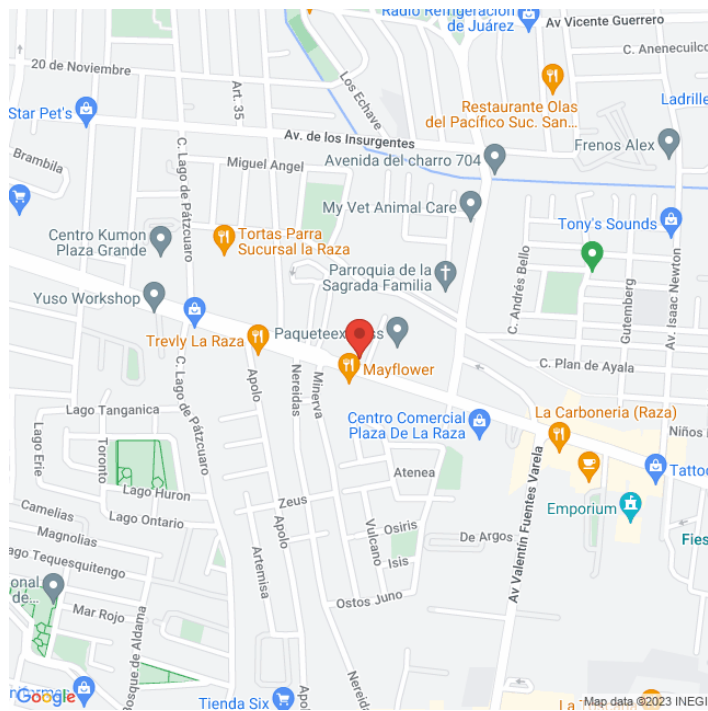 Radio Refrigeración
de Juárez
Av Vicente Guerrero
C. Anenecuilco
20 de Noviembre
Los Echave
Art. 35
Restaurante Olas
del Pacífico Suc. San...
Ladrille
Star Pet's
C. Lago de Pátzcuaro
Av. de los Insurgentes
Frenos Alex
Brambila
Miguel Angel
Avenida del charro 704
My Vet Animal Care
Tony's Sounds
Centro Kumon
Plaza Grande
Tortas Parra
Sucursal la Raza
Parroquia de la
Sagrada Familia
C. Andrés Bello
Gutemberg
Av. Isaac Newton
Yuso Workshop
Trevly La Raza
Mayflower
C. Plan de Ayala
Apolo
Nereidas
Minerva
C. Lago de Pátzcuaro
Lago Tanganica
Lago Erie
Toronto
Centro Comercial
Plaza De La Raza
La Carboneria (Raza)
Niños
Atenea
Tattoo
Lago Huron
Zeus
Av Valentín Fuentes Varela
Emporium
Camelias
Lago Ontario
Magnolias
Apolo
Artemisa
Vulcano
Osiris
Isis
De Argos
Fies
Lago Tequesquitengo
onal
dé...
Mar Rojo
Bosque de Aldama
Ostos Juno
Nereidas
Apol
Tienda Six
Google
Map data ©2023 INEGI